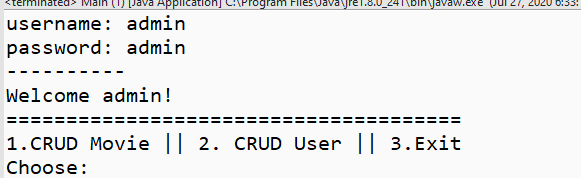 <terminated> Main (1) [Java Application] C:\Program Files\Java\jre1.8.0_241\bin\javaw.exe (Jul 27, 2020 6:33:
username: admin
password: admin
----------
Welcome admin!
======================================
1.CRUD Movie || 2. CRUD User || 3.Exit
Choose: